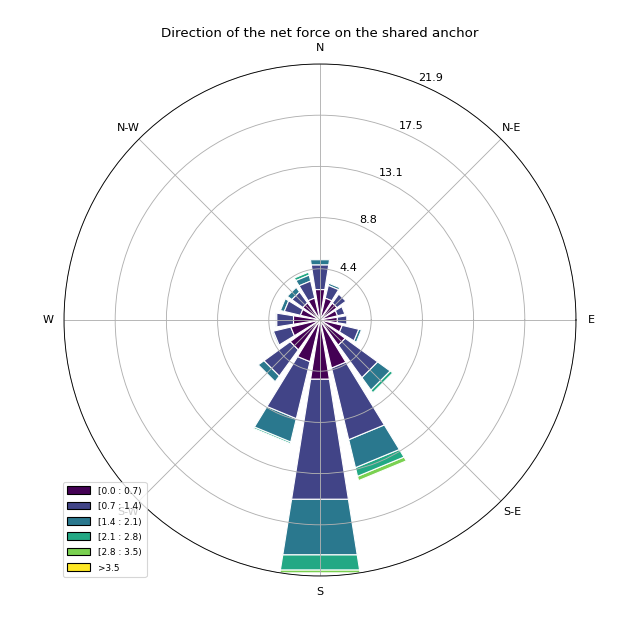 Direction of the net force on the shared anchor
N
N-W
N-E
21.9
17.5
13.1
8.8
4.4
W
E
S-W
S-E
S
[0.0 : 0.7)
[0.7 : 1.4)
[1.4 : 2.1)
[2.1 : 2.8)
[2.8 : 3.5)
>3.5